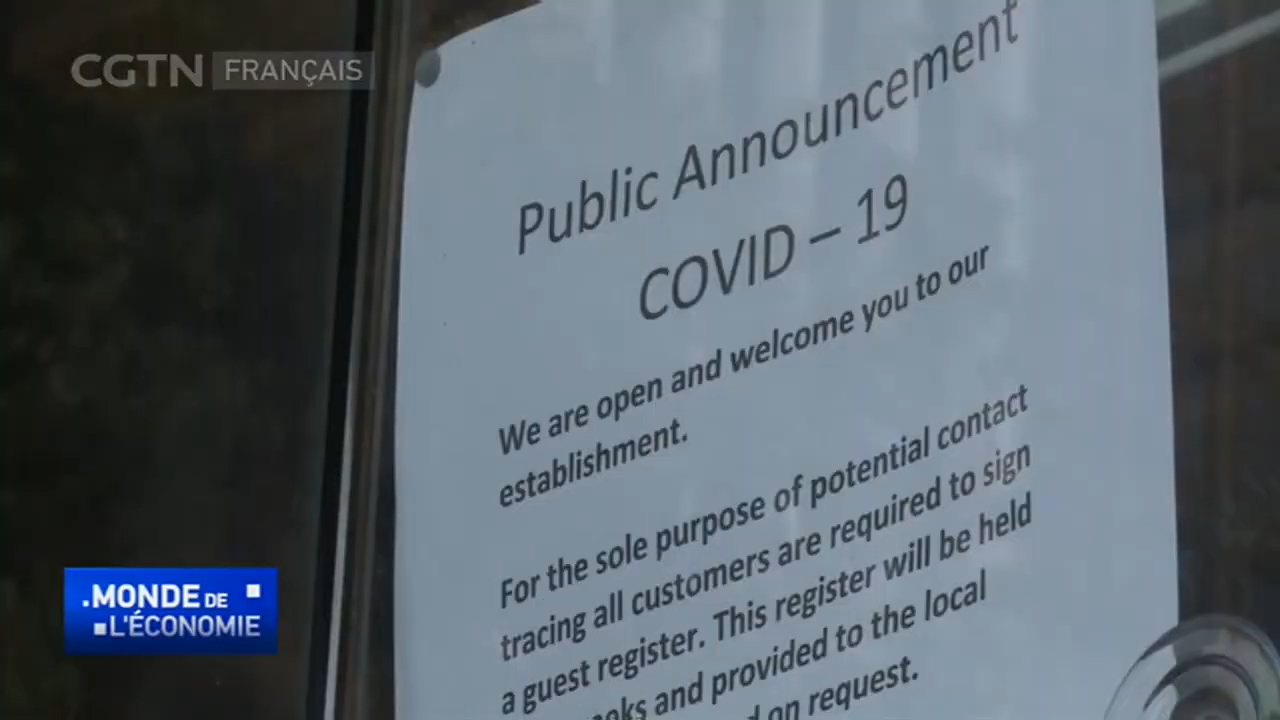 CGTN FRANÇAIS
Public Announcement
COVID – 19
We are open and welcome you to our
establishment.
For the sole purpose of potential contact
tracing all customers are required to sign
a guest register. This register will be held
and provided to the local
on request.
MONDE DE
L'ÉCONOMIE